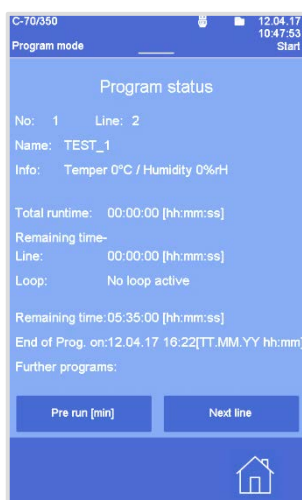 C-70/350
12.04.17
10:47:53
Program mode
Start
Program status
No: 1 Line: 2
Name: TEST_1
Info: Temper 0°C / Humidity 0%rH
Total runtime: 00:00:00 [hh:mm:ss]
Remaining time-
Line: 00:00:00 [hh:mm:ss]
Loop: No loop active
Remaining time:05:35:00 [hh:mm:ss]
End of Prog. on:12.04.17 16:22[TT.MM.YY hh:mm]
Further programs:
Pre run [min]
Next line